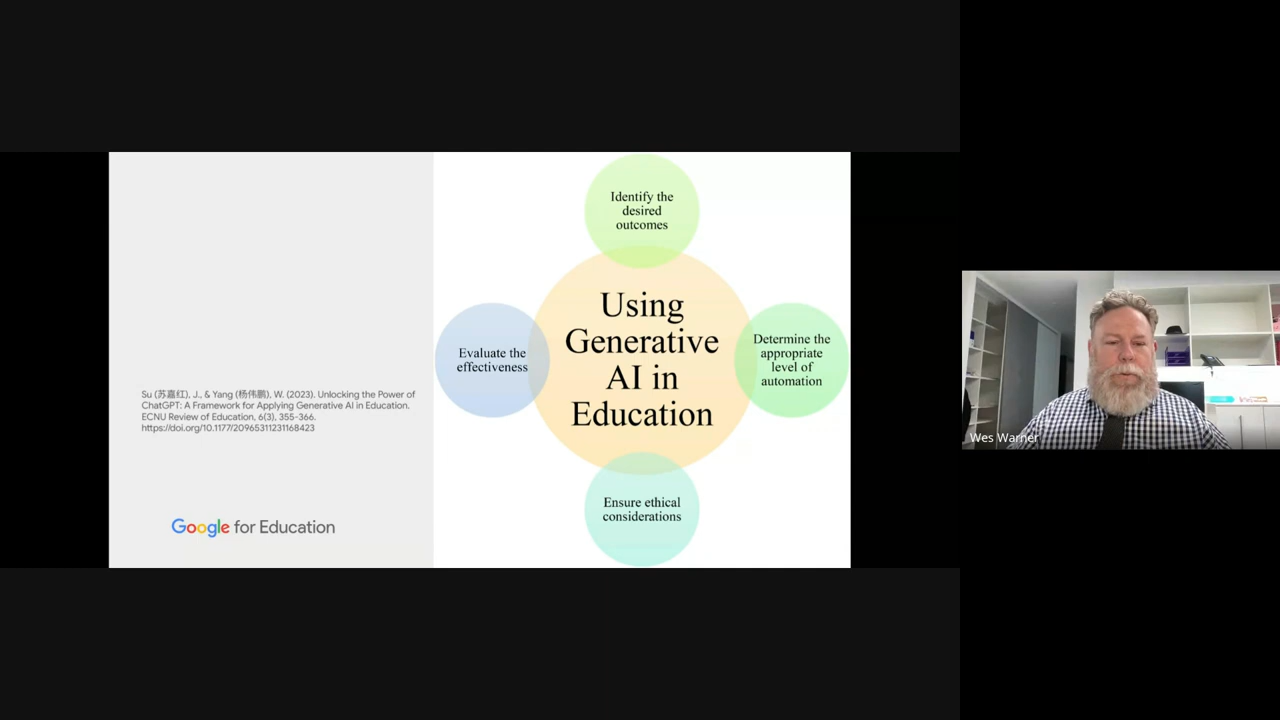 Identify the
desired
outcomes
Using
Generative
AI in
Education
Evaluate the
effectiveness
Determine the
appropriate
level of
automation
Ensure ethical
considerations
Su (苏嘉红), J., & Yang (杨伟鹏), W. (2023). Unlocking the Power of
ChatGPT: A Framework for Applying Generative AI in Education.
ECNU Review of Education, 6(3), 355-366.
https://doi.org/10.1177/20965311231168423
Google for Education
Wes Warner